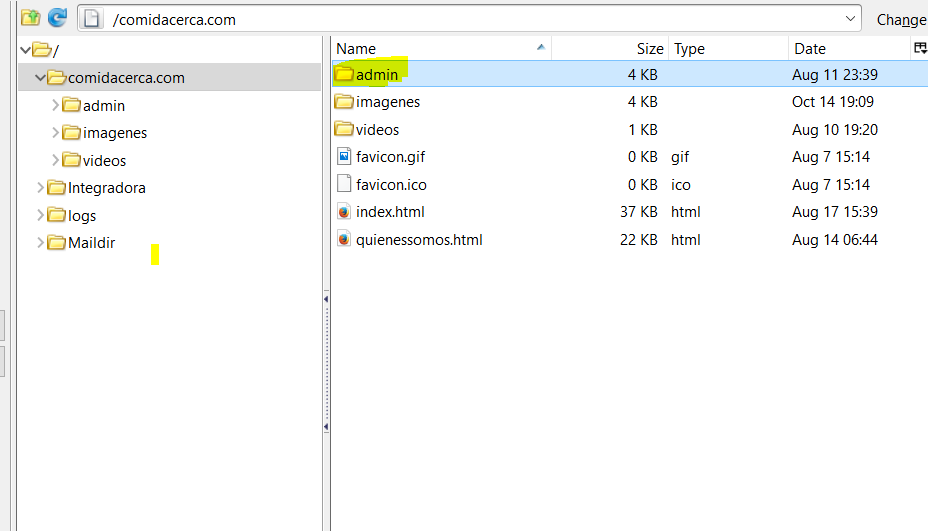 /comidacerca.com Change
/
comidacerca.com
admin
imagenes
videos
Integradora
logs
Maildir
Name Size Type Date
admin 4 KB Aug 11 23:39
imagenes 4 KB Oct 14 19:09
videos 1 KB Aug 10 19:20
favicon.gif 0 KB gif Aug 7 15:14
favicon.ico 0 KB ico Aug 7 15:14
index.html 37 KB html Aug 17 15:39
quienessomos.html 22 KB html Aug 14 06:44